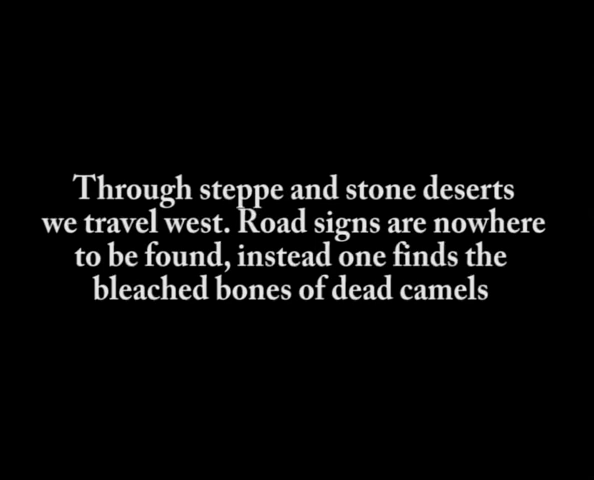 Through steppe and stone deserts
we travel west. Road signs are nowhere
to be found, instead one finds the
bleached bones of dead camels